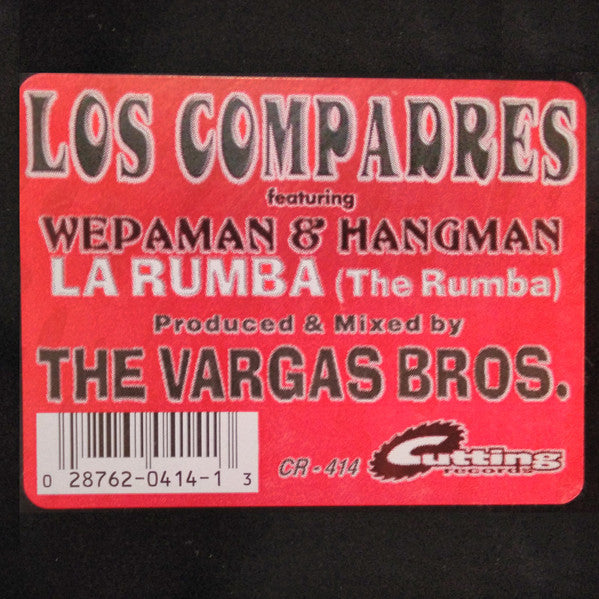 LOS COMPADRES
featuring
WEPAMAN & HANGMAN
LA RUMBA (The Rumba)
Produced & Mixed by
THE VARGAS BROS.
0 28762-0414-1 3
CR - 414
Cutting
records